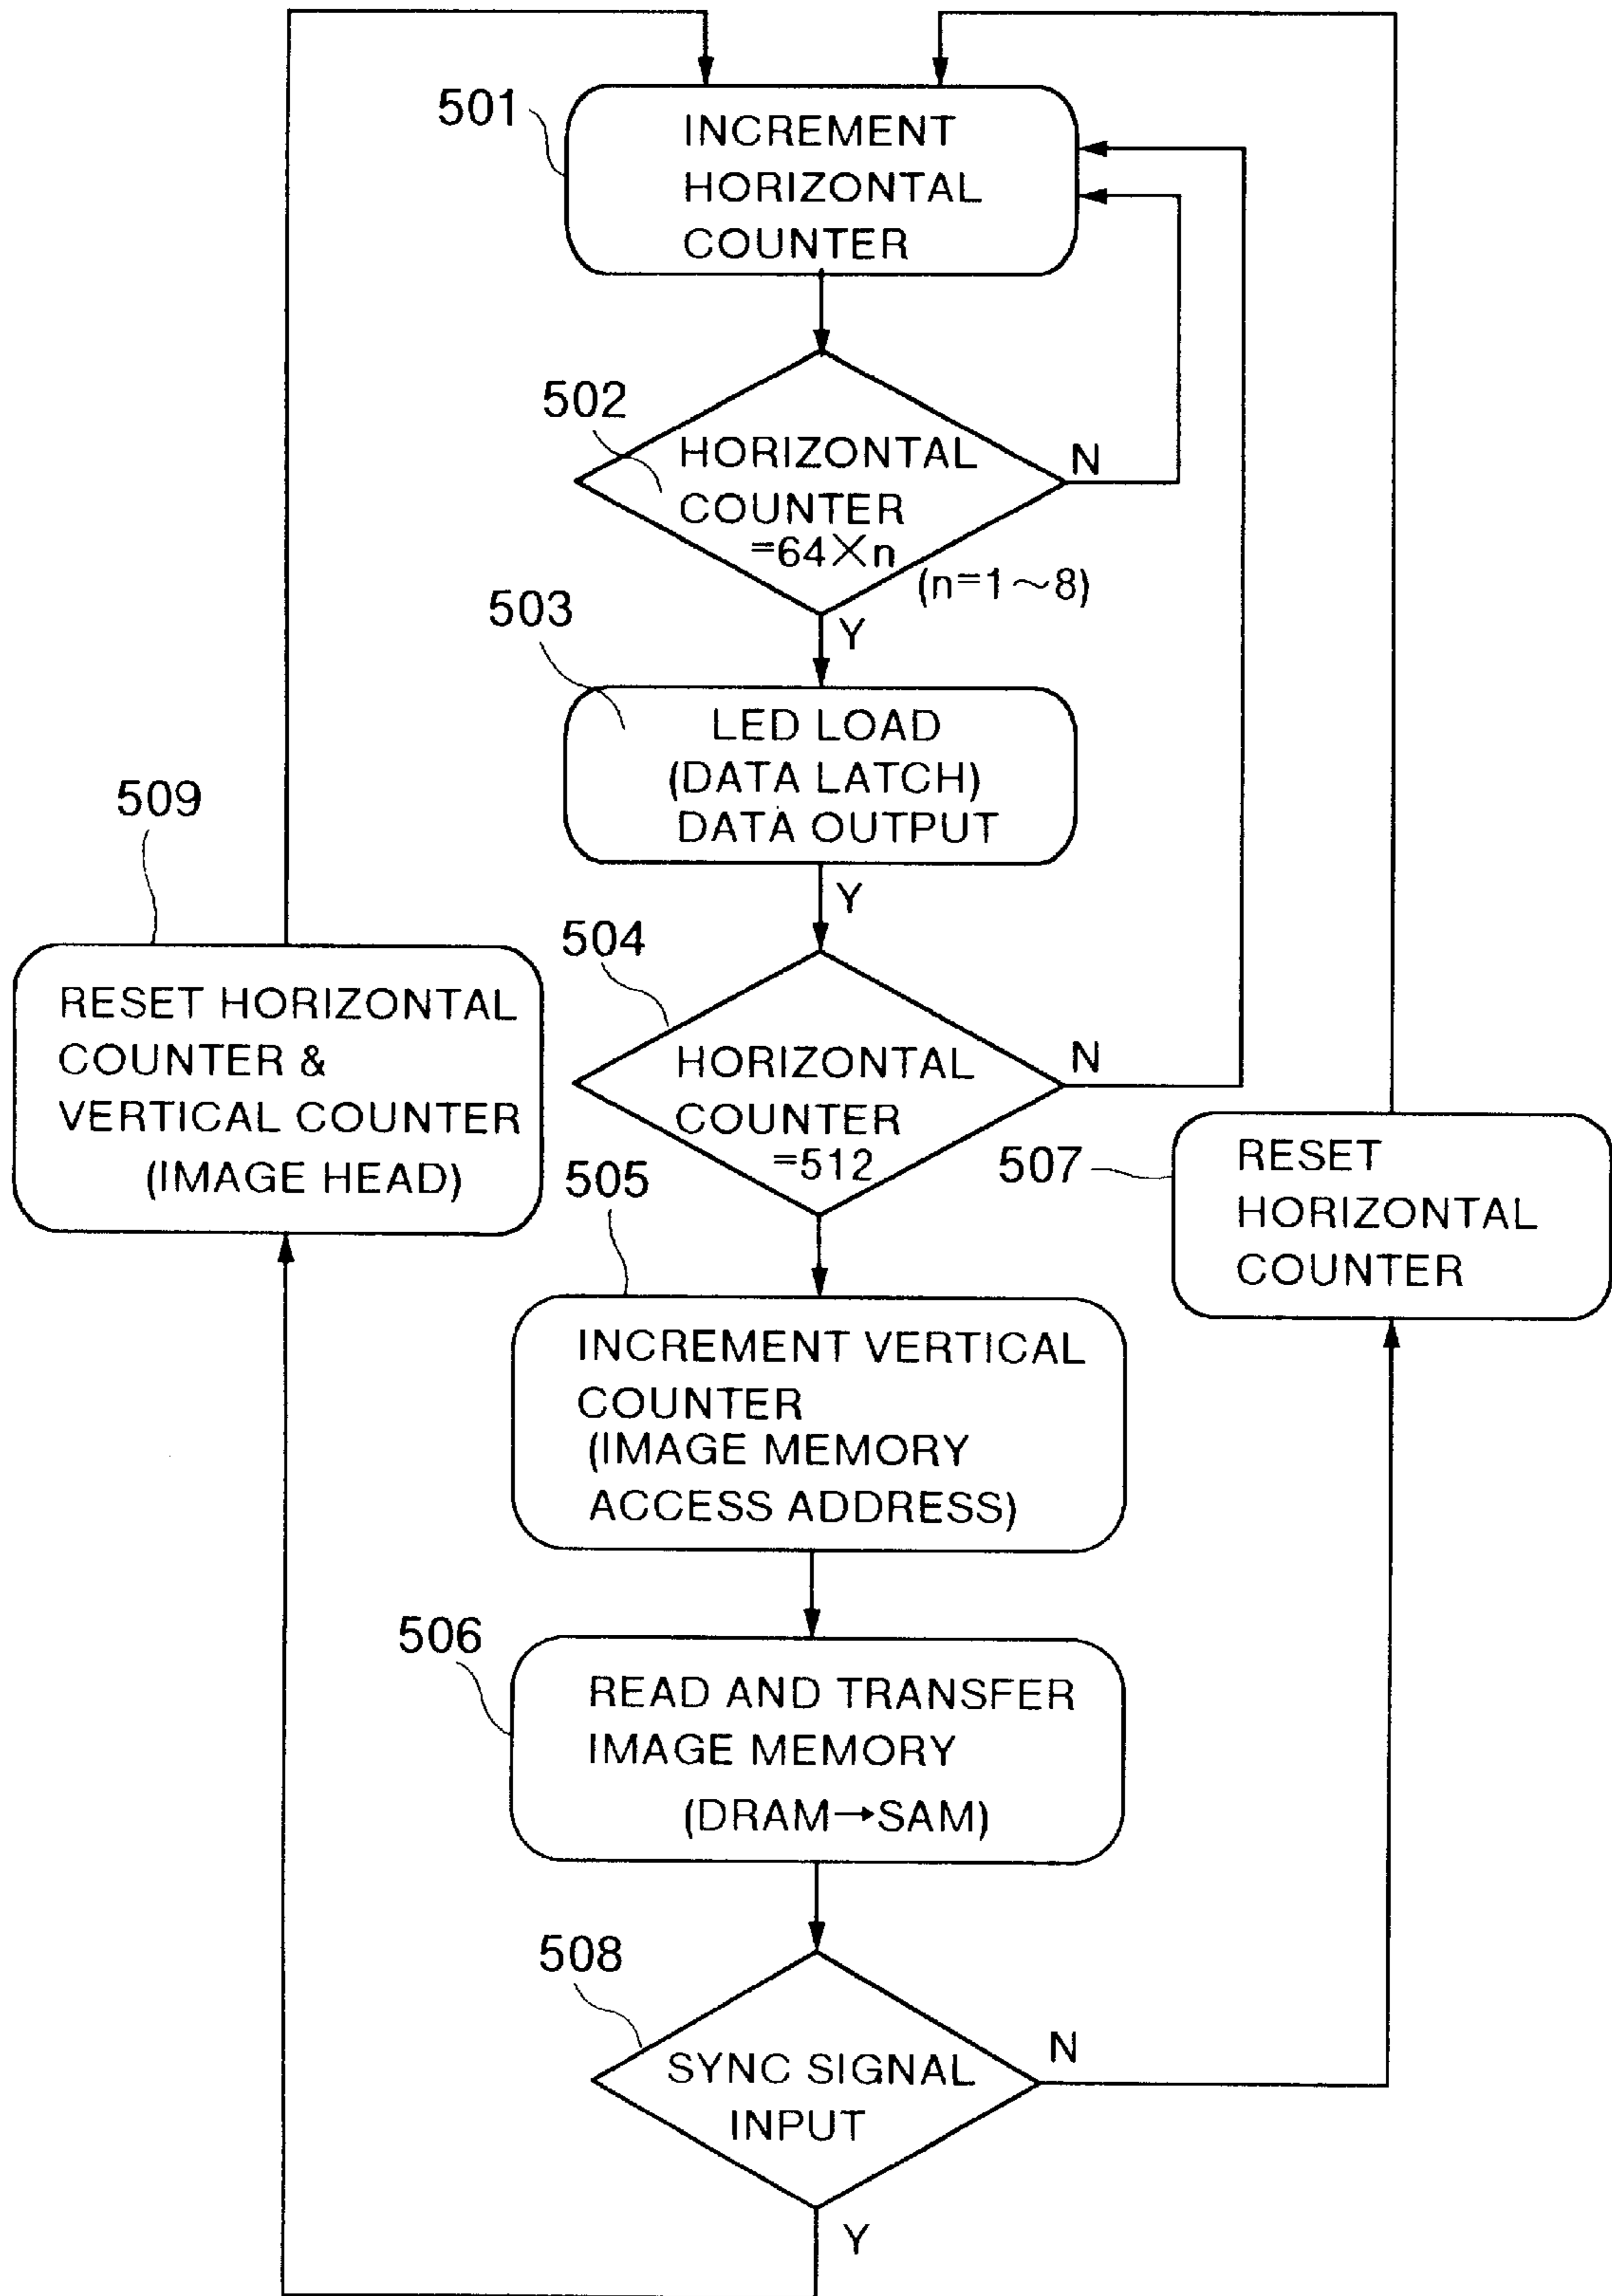 501
INCREMENT
HORIZONTAL
COUNTER
502
HORIZONTAL
COUNTER
=64×n
N
(n=1～8)
Y
503
LED LOAD
(DATA LATCH)
DATA OUTPUT
Y
509
RESET HORIZONTAL
COUNTER &
VERTICAL COUNTER
(IMAGE HEAD)
504
HORIZONTAL
COUNTER
=512
N
507
RESET
HORIZONTAL
COUNTER
505
INCREMENT VERTICAL
COUNTER
(IMAGE MEMORY
ACCESS ADDRESS)
506
READ AND TRANSFER
IMAGE MEMORY
(DRAM→SAM)
508
SYNC SIGNAL
INPUT
N
Y